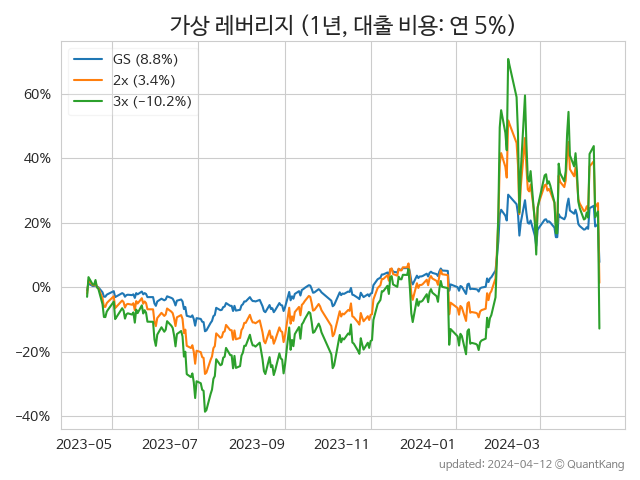 가상 레버리지 (1년, 대출 비용: 연 5%)
GS (8.8%)
2x (3.4%)
3x (−10.2%)
60%
40%
20%
0%
−20%
−40%
2023-05 2023-07 2023-09 2023-11 2024-01 2024-03
updated: 2024-04-12 © QuantKang